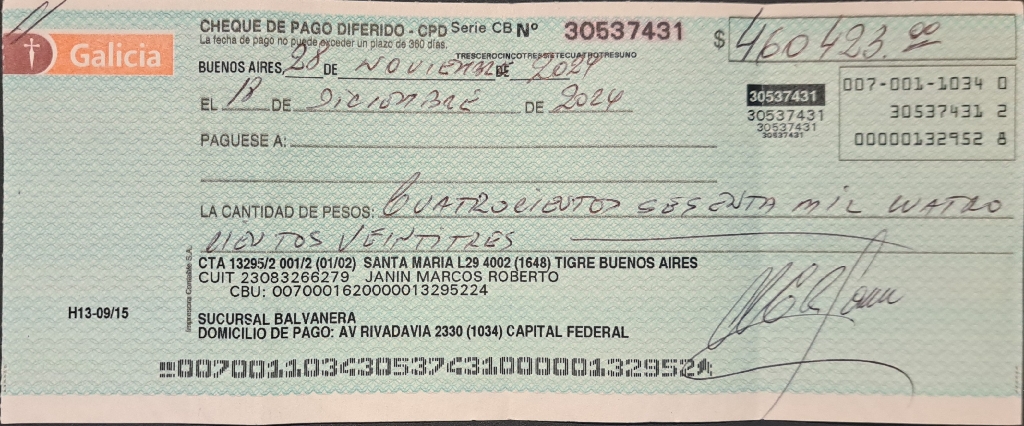 Galicia
CHEQUE DE PAGO DIFERIDO - CPD Serie CB Nº 30537431 $ 460423.00
La fecha de pago no puede exceder un plazo de 360 días.
TRESCEROCINCOTRESSIETECUATROTRESUNO
BUENOS AIRES, 28 DE NOVIEMBRE DE 2024
007-001-1034 0
EL 18 DE DICIEMBRE DE 2024
30537431
30537431 2
30537431
30537431
30537431
00000132952 8
PAGUESE A:
LA CANTIDAD DE PESOS: CUATROCIENTOS SESENTA MIL CUATRO
CIENTOS VEINTITRES
CTA 13295/2 001/2 (01/02) SANTA MARIA L29 4002 (1648) TIGRE BUENOS AIRES
CUIT 23083266279 JANIN MARCOS ROBERTO
CBU: 0070001620000013295224
Impresora Contable S.A.
H13-09/15
SUCURSAL BALVANERA
DOMICILIO DE PAGO: AV RIVADAVIA 2330 (1034) CAPITAL FEDERAL
00700110343053743100000132952